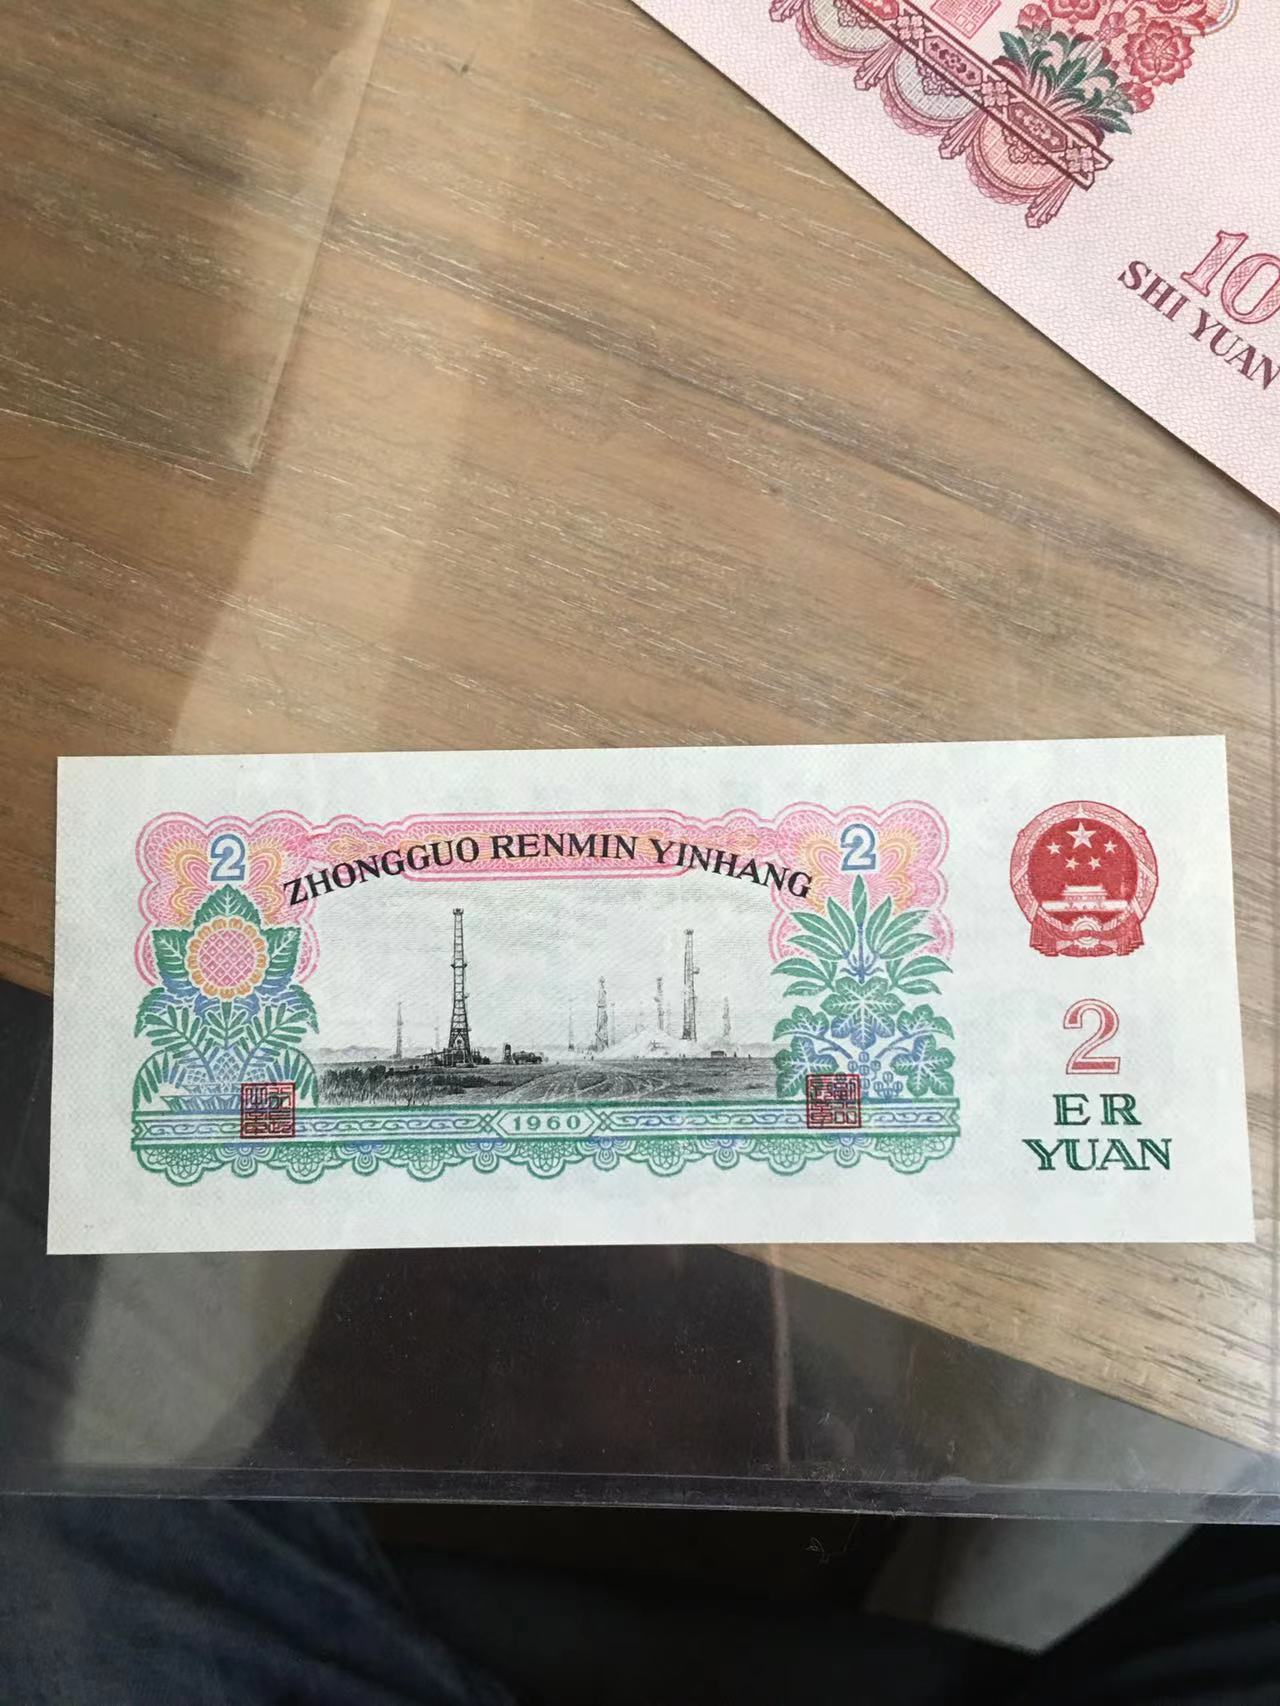 10
SHI YUAN
2
ZHONGGUO RENMIN YINHANG
2
1960
2
ER
YUAN